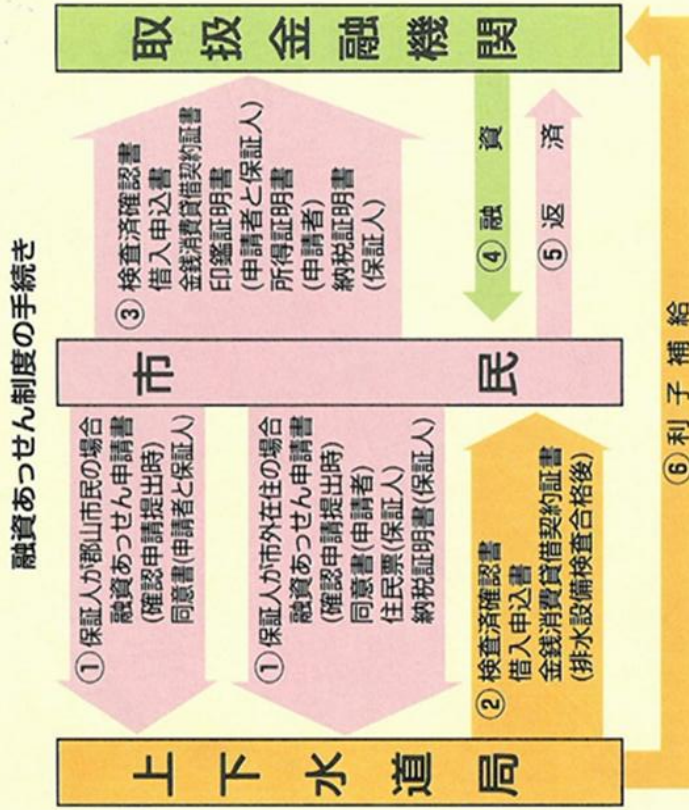 融資あっせん制度の手続き
上下水道局
①保証人が郡山市民の場合
融資あっせん申請書
(確認申請提出時)
同意書(申請者と保証人)
①保証人が市外在住の場合
融資あっせん申請書
(確認申請提出時)
同意書(申請者)
住民票(保証人)
納税証明書(保証人)
②検査済確認書
借入申込書
金銭消費貸借契約証書
(排水設備検査合格後)
市民
③検査済確認書
借入申込書
金銭消費貸借契約証書
印鑑証明書
(申請者と保証人)
所得証明書
(申請者)
納税証明書
(保証人)
④融資
⑤返済
取扱金融機関
⑥利子補給